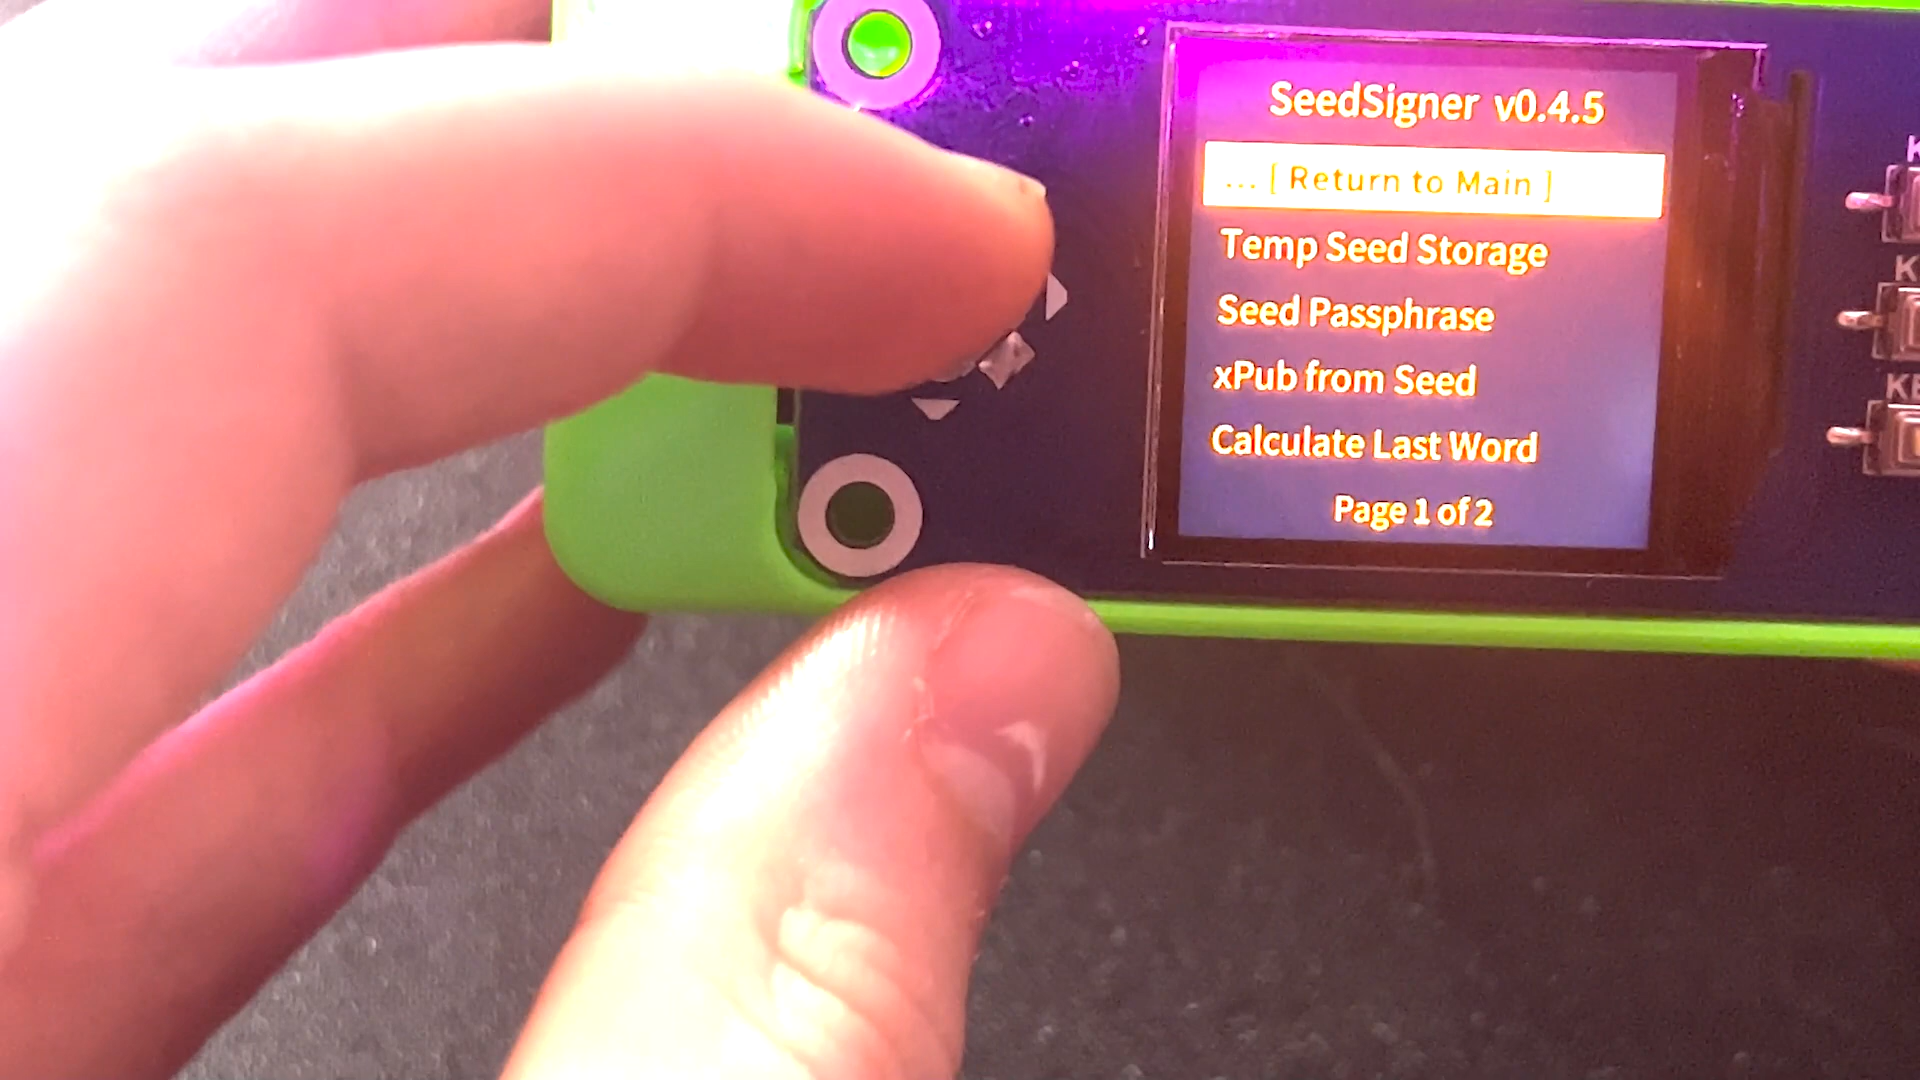 SeedSigner v0.4.5
... [ Return to Main ]
Temp Seed Storage
Seed Passphrase
xPub from Seed
Calculate Last Word
Page 1 of 2